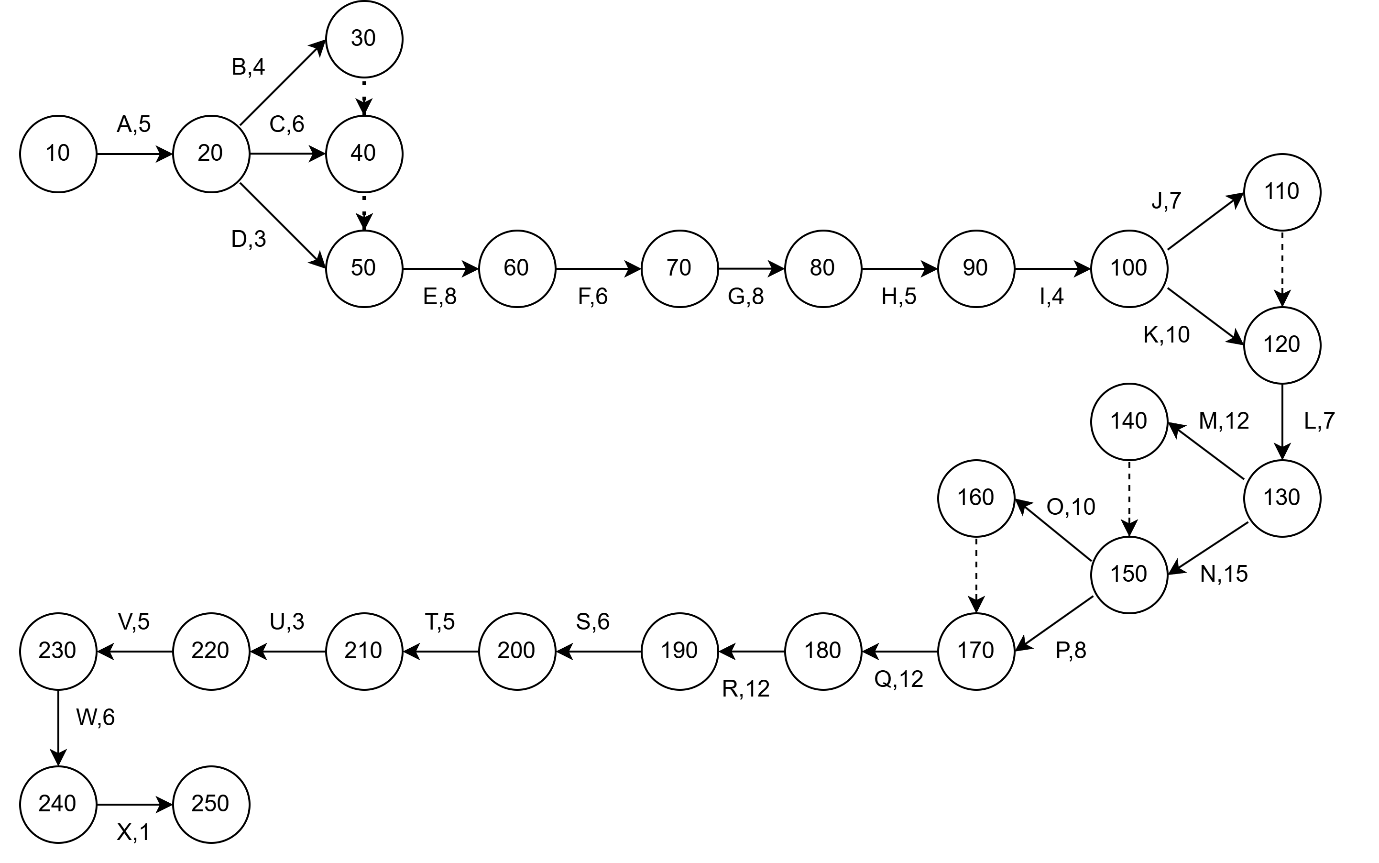 30
B,4
A,5
C,6
10
20
40
D,3
50
60
70
80
90
100
110
J,7
E,8
F,6
G,8
H,5
I,4
K,10
120
140
M,12
L,7
160
O,10
130
150
N,15
V,5
U,3
T,5
S,6
230
220
210
200
190
180
170
P,8
R,12
Q,12
W,6
240
250
X,1